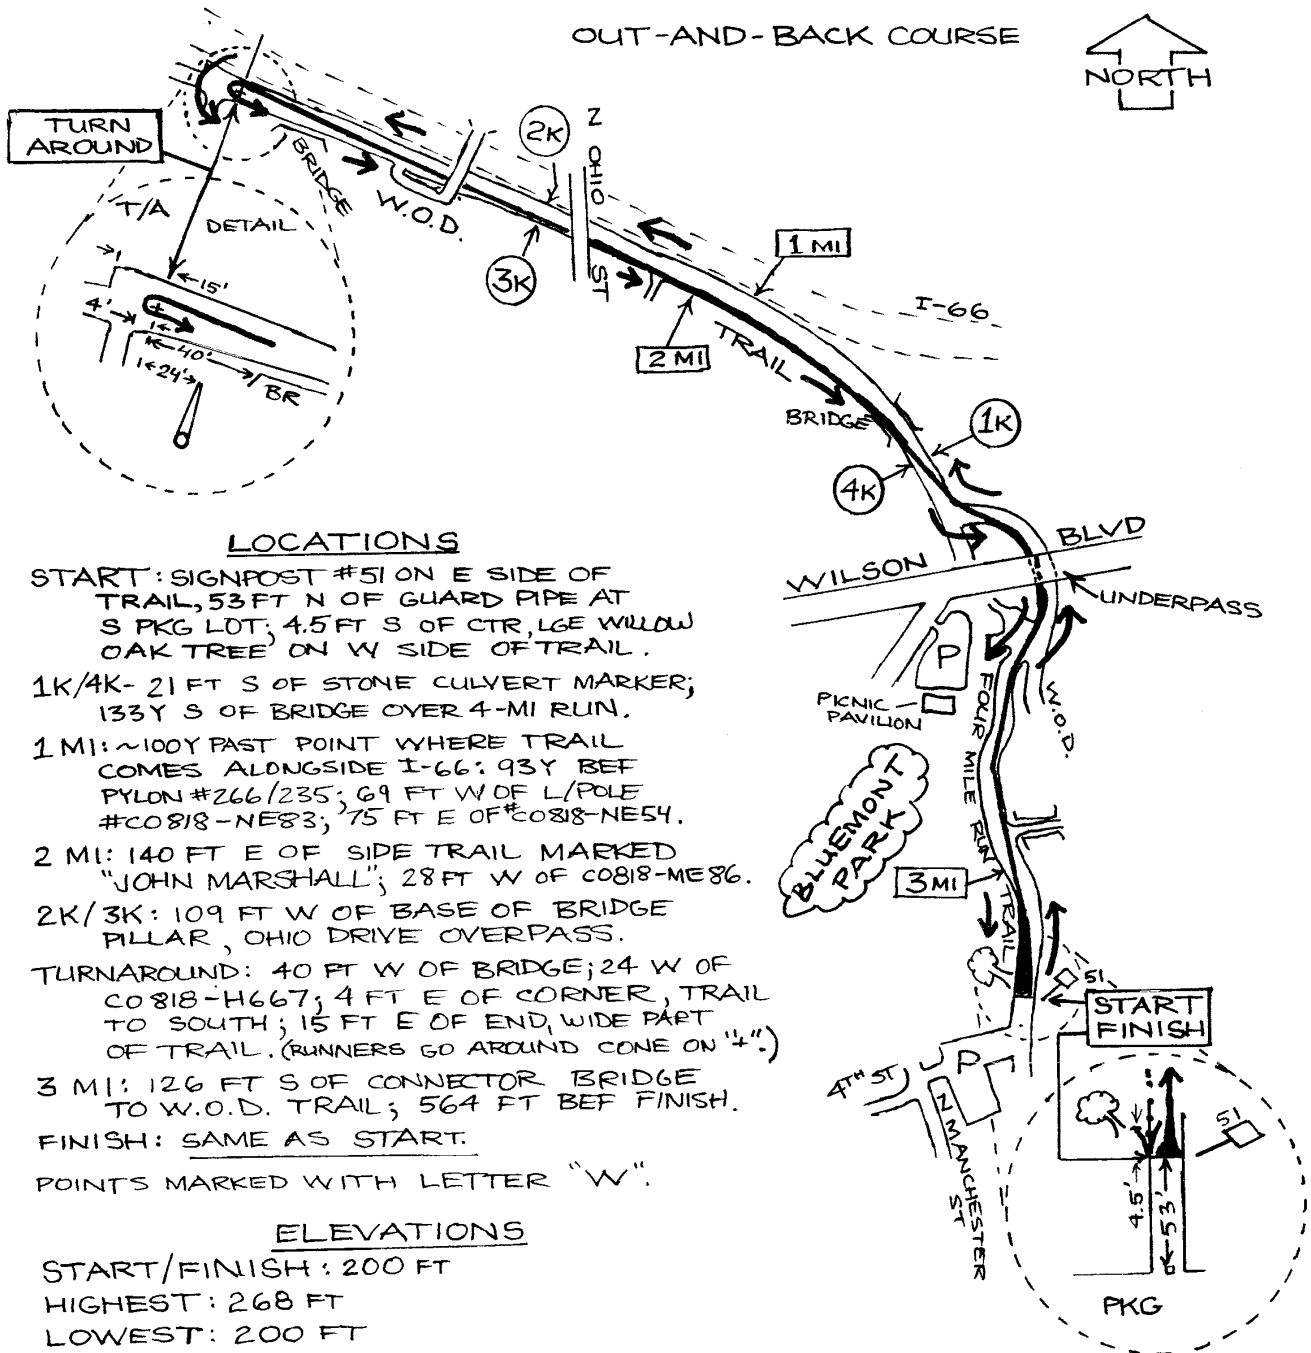 OUT-AND-BACK COURSE
NORTH
TURN
AROUND
2K
N OHIO
ST
BRIDGE
W.O.D.
T/A
DETAIL
15'
4'
40'
24'
BR
3K
1 MI
I-66
2 MI
TRAIL
BRIDGE
1K
4K
WILSON
BLVD
UNDERPASS
P
PICNIC
PAVILION
FOUR MILE RUN TRAIL
W.O.D.
BLUEMONT
PARK
3 MI
51
START
FINISH
P
4TH ST
N MANCHESTER
ST
51
4.5'
53'
PKG
LOCATIONS
START: SIGNPOST #51 ON E SIDE OF
TRAIL, 53 FT N OF GUARD PIPE AT
S PKG LOT; 4.5 FT S OF CTR, LGE WILLOW
OAK TREE ON W SIDE OF TRAIL.
1K/4K- 21 FT S OF STONE CULVERT MARKER;
133Y S OF BRIDGE OVER 4-MI RUN.
1 MI: ~100Y PAST POINT WHERE TRAIL
COMES ALONGSIDE I-66: 93Y BEF
PYLON #266/235; 69 FT W OF L/POLE
#C0818-NE83; 75 FT E OF #C0818-NE54.
2 MI: 140 FT E OF SIDE TRAIL MARKED
"JOHN MARSHALL"; 28 FT W OF C0818-ME86.
2K/3K: 109 FT W OF BASE OF BRIDGE
PILLAR, OHIO DRIVE OVERPASS.
TURNAROUND: 40 FT W OF BRIDGE; 24 W OF
C0818-H667; 4 FT E OF CORNER, TRAIL
TO SOUTH; 15 FT E OF END, WIDE PART
OF TRAIL. (RUNNERS GO AROUND CONE ON "+".)
3 MI: 126 FT S OF CONNECTOR BRIDGE
TO W.O.D. TRAIL; 564 FT BEF FINISH.
FINISH: SAME AS START.
POINTS MARKED WITH LETTER "W".
ELEVATIONS
START/FINISH: 200 FT
HIGHEST: 268 FT
LOWEST: 200 FT